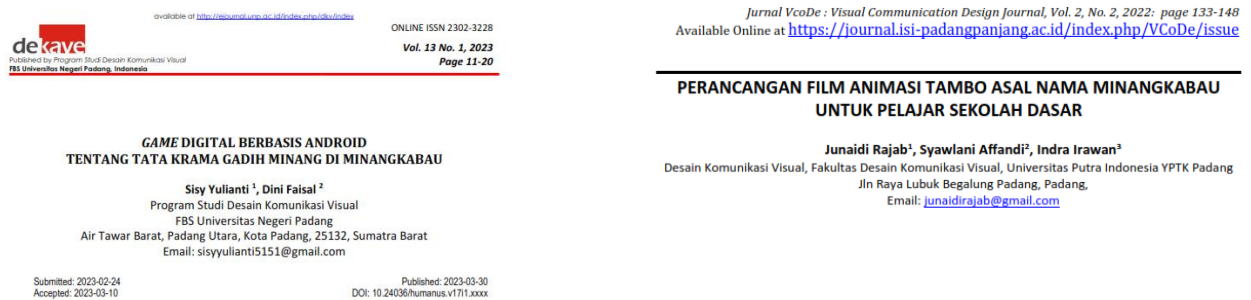 available at http://ejournal.unp.ac.id/index.php/dkv/index
ONLINE ISSN 2302-3228
dekave
Vol. 13 No. 1, 2023
Published by Program Studi Desain Komunikasi Visual
Page 11-20
FBS Universitas Negeri Padang, Indonesia
GAME DIGITAL BERBASIS ANDROID
TENTANG TATA KRAMA GADIH MINANG DI MINANGKABAU
Sisy Yulianti ¹, Dini Faisal ²
Program Studi Desain Komunikasi Visual
FBS Universitas Negeri Padang
Air Tawar Barat, Padang Utara, Kota Padang, 25132, Sumatra Barat
Email: sisyyulianti5151@gmail.com
Submitted: 2023-02-24
Published: 2023-03-30
Accepted: 2023-03-10
DOI: 10.24036/humanus.v17i1.xxxx
Jurnal VcoDe : Visual Communication Design Journal, Vol. 2, No. 2, 2022: page 133-148
Available Online at https://journal.isi-padangpanjang.ac.id/index.php/VCoDe/issue
PERANCANGAN FILM ANIMASI TAMBO ASAL NAMA MINANGKABAU
UNTUK PELAJAR SEKOLAH DASAR
Junaidi Rajab¹, Syawlani Affandi², Indra Irawan³
Desain Komunikasi Visual, Fakultas Desain Komunikasi Visual, Universitas Putra Indonesia YPTK Padang
Jln Raya Lubuk Begalung Padang, Padang,
Email: junaidirajab@gmail.com